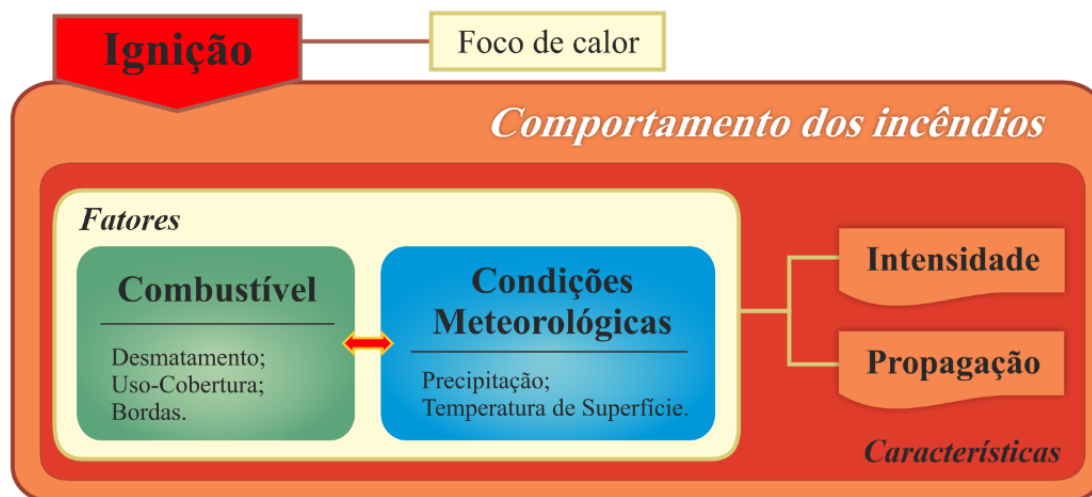 Ignição
Foco de calor
Comportamento dos incêndios
Fatores
Combustível
Desmatamento;
Uso-Cobertura;
Bordas.
Condições
Meteorológicas
Precipitação;
Temperatura de Superfície.
Intensidade
Propagação
Características